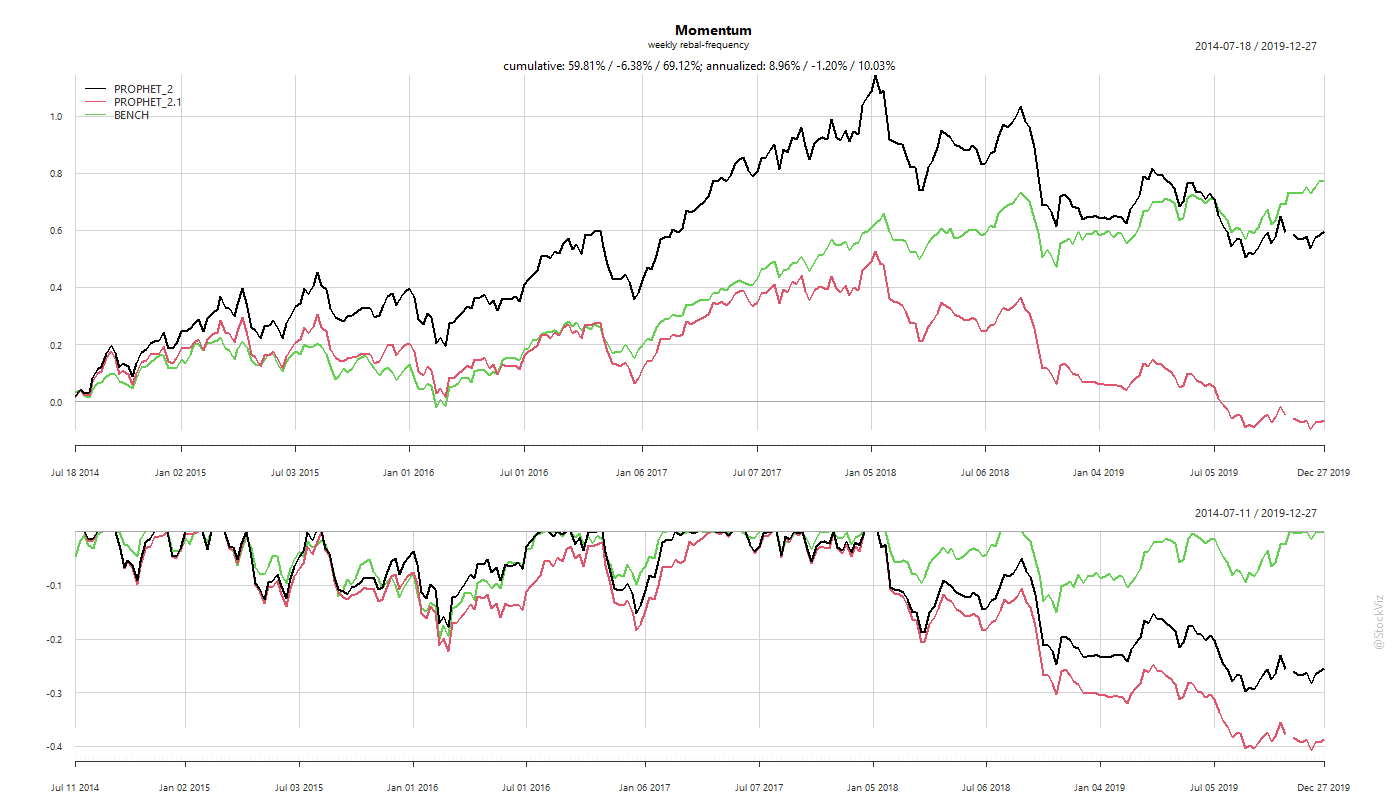 Momentum
weekly rebal-frequency
2014-07-18 / 2019-12-27
cumulative: 59.81% / -6.38% / 69.12%; annualized: 8.96% / -1.20% / 10.03%
PROPHET_2
PROPHET_2.1
BENCH
1.0
0.8
0.6
0.4
0.2
0.0
Jul 18 2014 Jan 02 2015 Jul 03 2015 Jan 01 2016 Jul 01 2016 Jan 06 2017 Jul 07 2017 Jan 05 2018 Jul 06 2018 Jan 04 2019 Jul 05 2019 Dec 27 2019
2014-07-11 / 2019-12-27
-0.1
-0.2
-0.3
-0.4
Jul 11 2014 Jan 02 2015 Jul 03 2015 Jan 01 2016 Jul 01 2016 Jan 06 2017 Jul 07 2017 Jan 05 2018 Jul 06 2018 Jan 04 2019 Jul 05 2019 Dec 27 2019
@StockViz